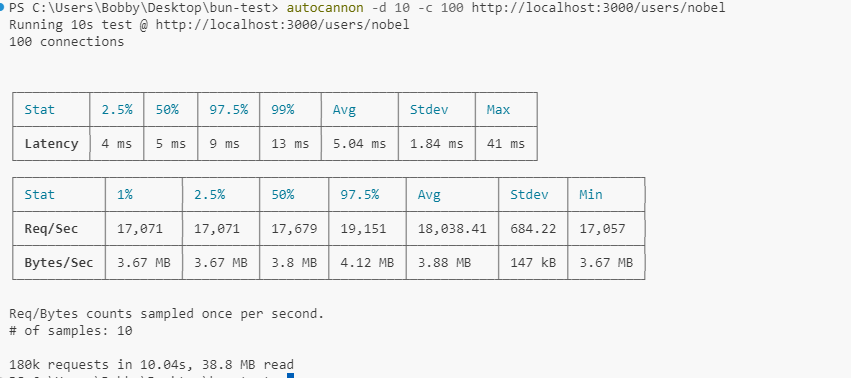 PS C:\Users\Bobby\Desktop\bun-test> autocannon -d 10 -c 100 http://localhost:3000/users/nobel
Running 10s test @ http://localhost:3000/users/nobel
100 connections
Stat 2.5% 50% 97.5% 99% Avg Stdev Max
Latency 4 ms 5 ms 9 ms 13 ms 5.04 ms 1.84 ms 41 ms
Stat 1% 2.5% 50% 97.5% Avg Stdev Min
Req/Sec 17,071 17,071 17,679 19,151 18,038.41 684.22 17,057
Bytes/Sec 3.67 MB 3.67 MB 3.8 MB 4.12 MB 3.88 MB 147 kB 3.67 MB
Req/Bytes counts sampled once per second.
# of samples: 10
180k requests in 10.04s, 38.8 MB read